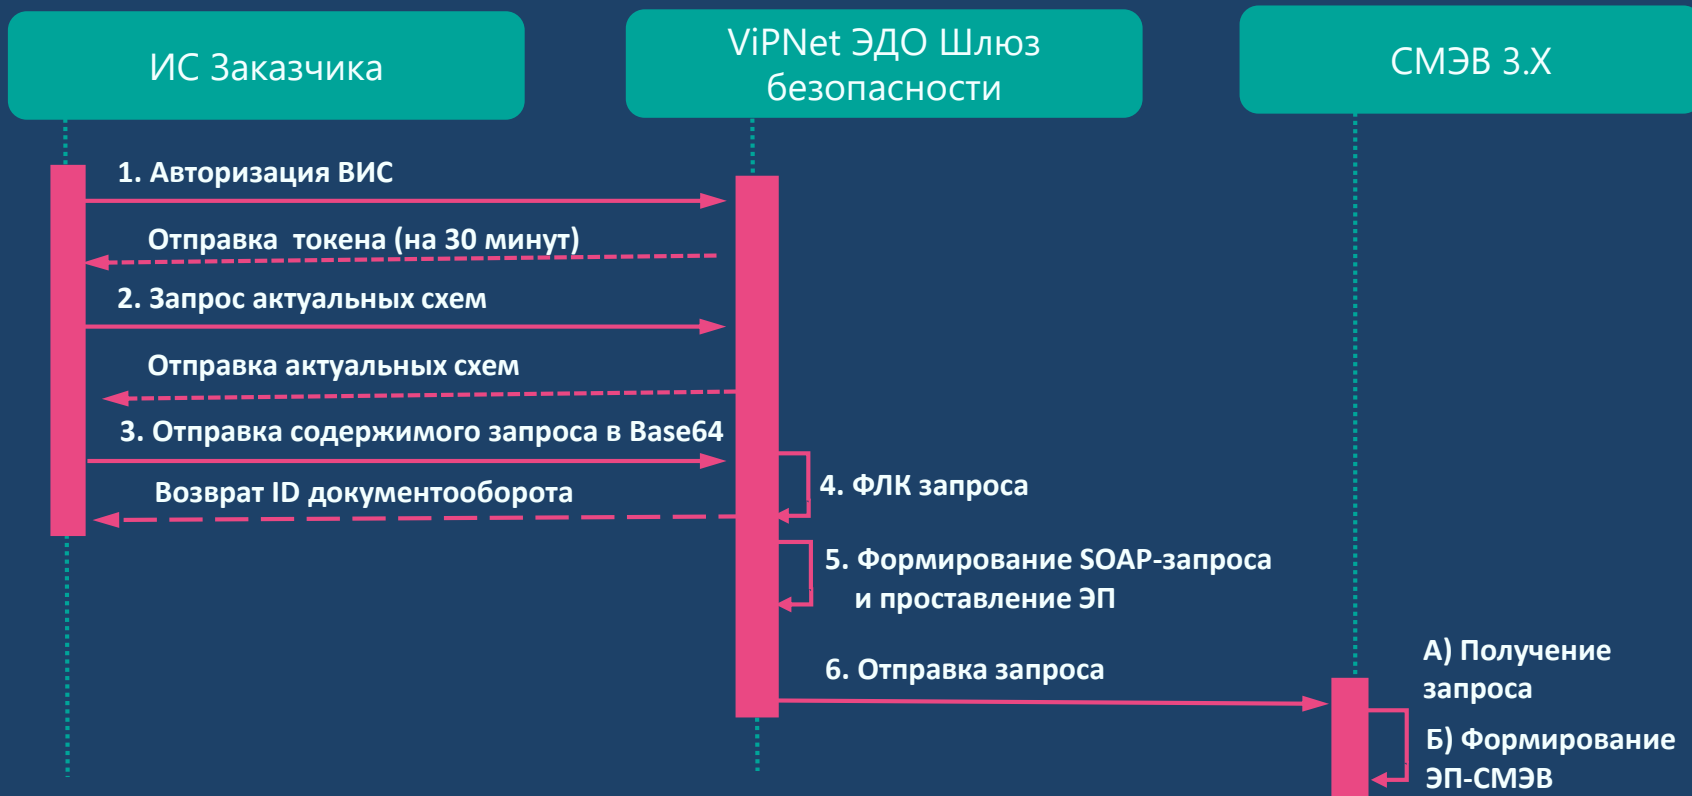 ИС Заказчика
ViPNet ЭДО Шлюз
безопасности
СМЭВ 3.X
1. Авторизация ВИС
Отправка токена (на 30 минут)
2. Запрос актуальных схем
Отправка актуальных схем
3. Отправка содержимого запроса в Base64
Возврат ID документооборота
4. ФЛК запроса
5. Формирование SOAP-запроса
и проставление ЭП
6. Отправка запроса
А) Получение
запроса
Б) Формирование
ЭП-СМЭВ